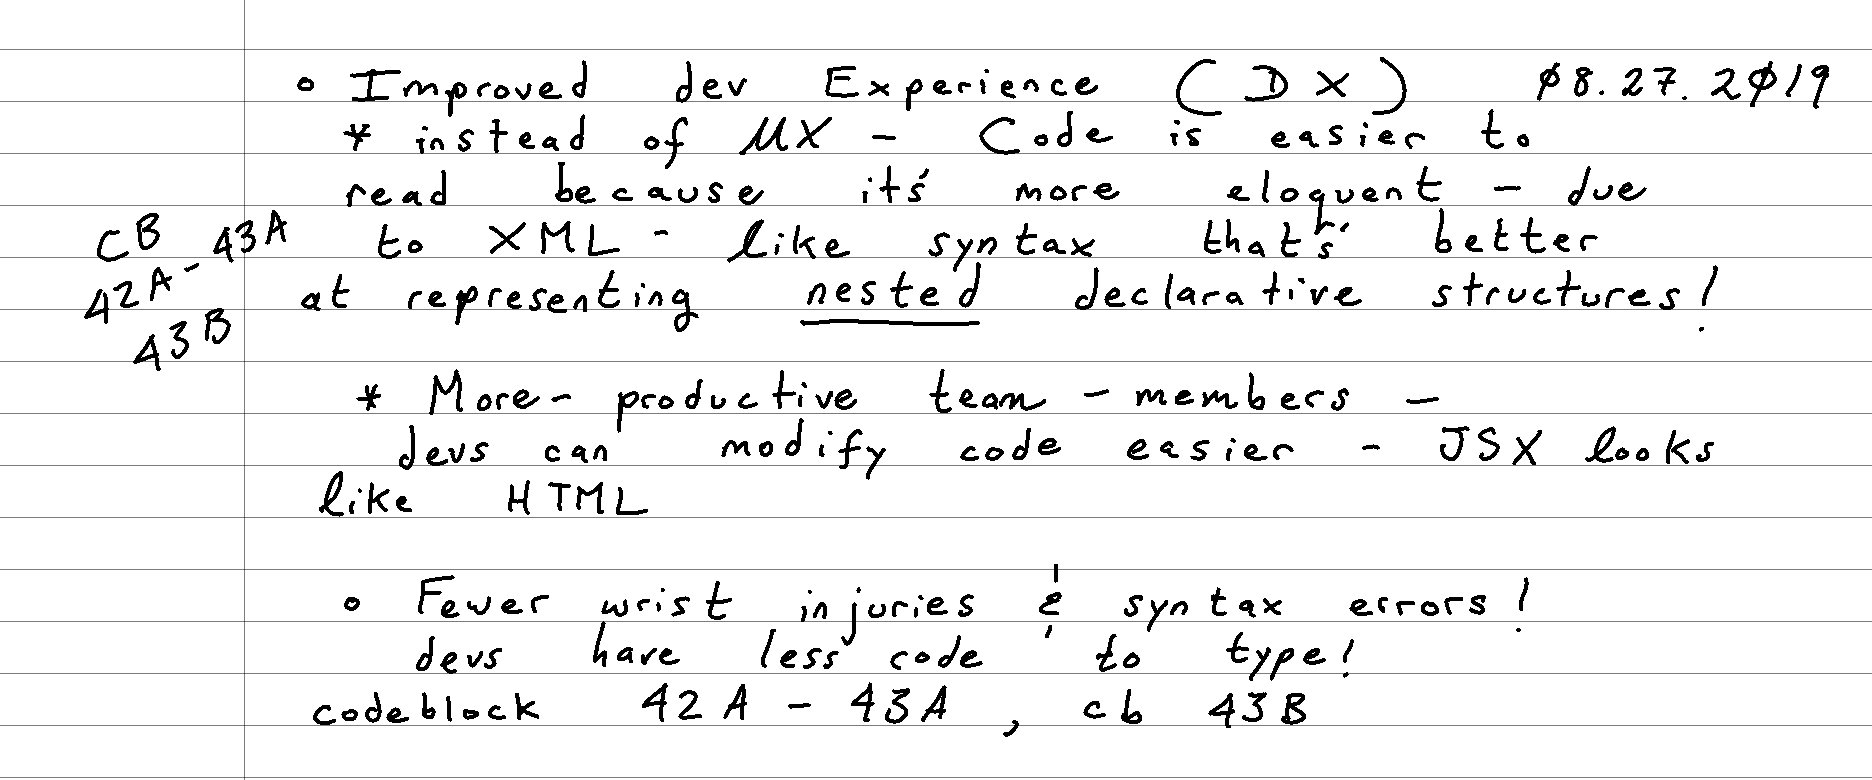 ° Improved dev Experience (DX) 08.27.2019
* instead of UX - Code is easier to
read because it's more eloquent - due
to XML - like syntax that's better
at representing nested declarative structures!
CB
42A-43A
43B
* More- productive team - members -
devs can modify code easier - JSX looks
like HTML
° Fewer wrist injuries & syntax errors!
devs have less code to type!
codeblock 42A - 43A, cb 43B